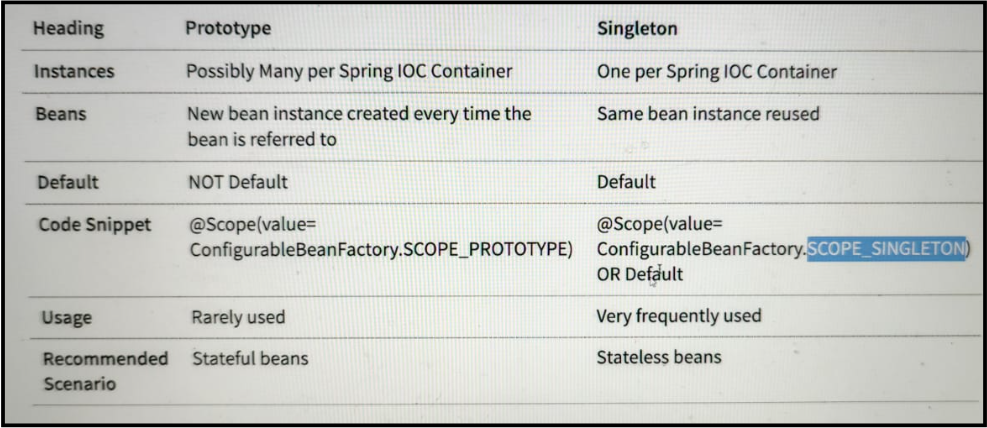 Heading Prototype Singleton
Instances Possibly Many per Spring IOC Container One per Spring IOC Container
Beans New bean instance created every time the Same bean instance reused
bean is referred to
Default NOT Default Default
Code Snippet @Scope(value= @Scope(value=
ConfigurableBeanFactory.SCOPE_PROTOTYPE) ConfigurableBeanFactory.SCOPE_SINGLETON)
OR Default
Usage Rarely used Very frequently used
Recommended Stateful beans Stateless beans
Scenario